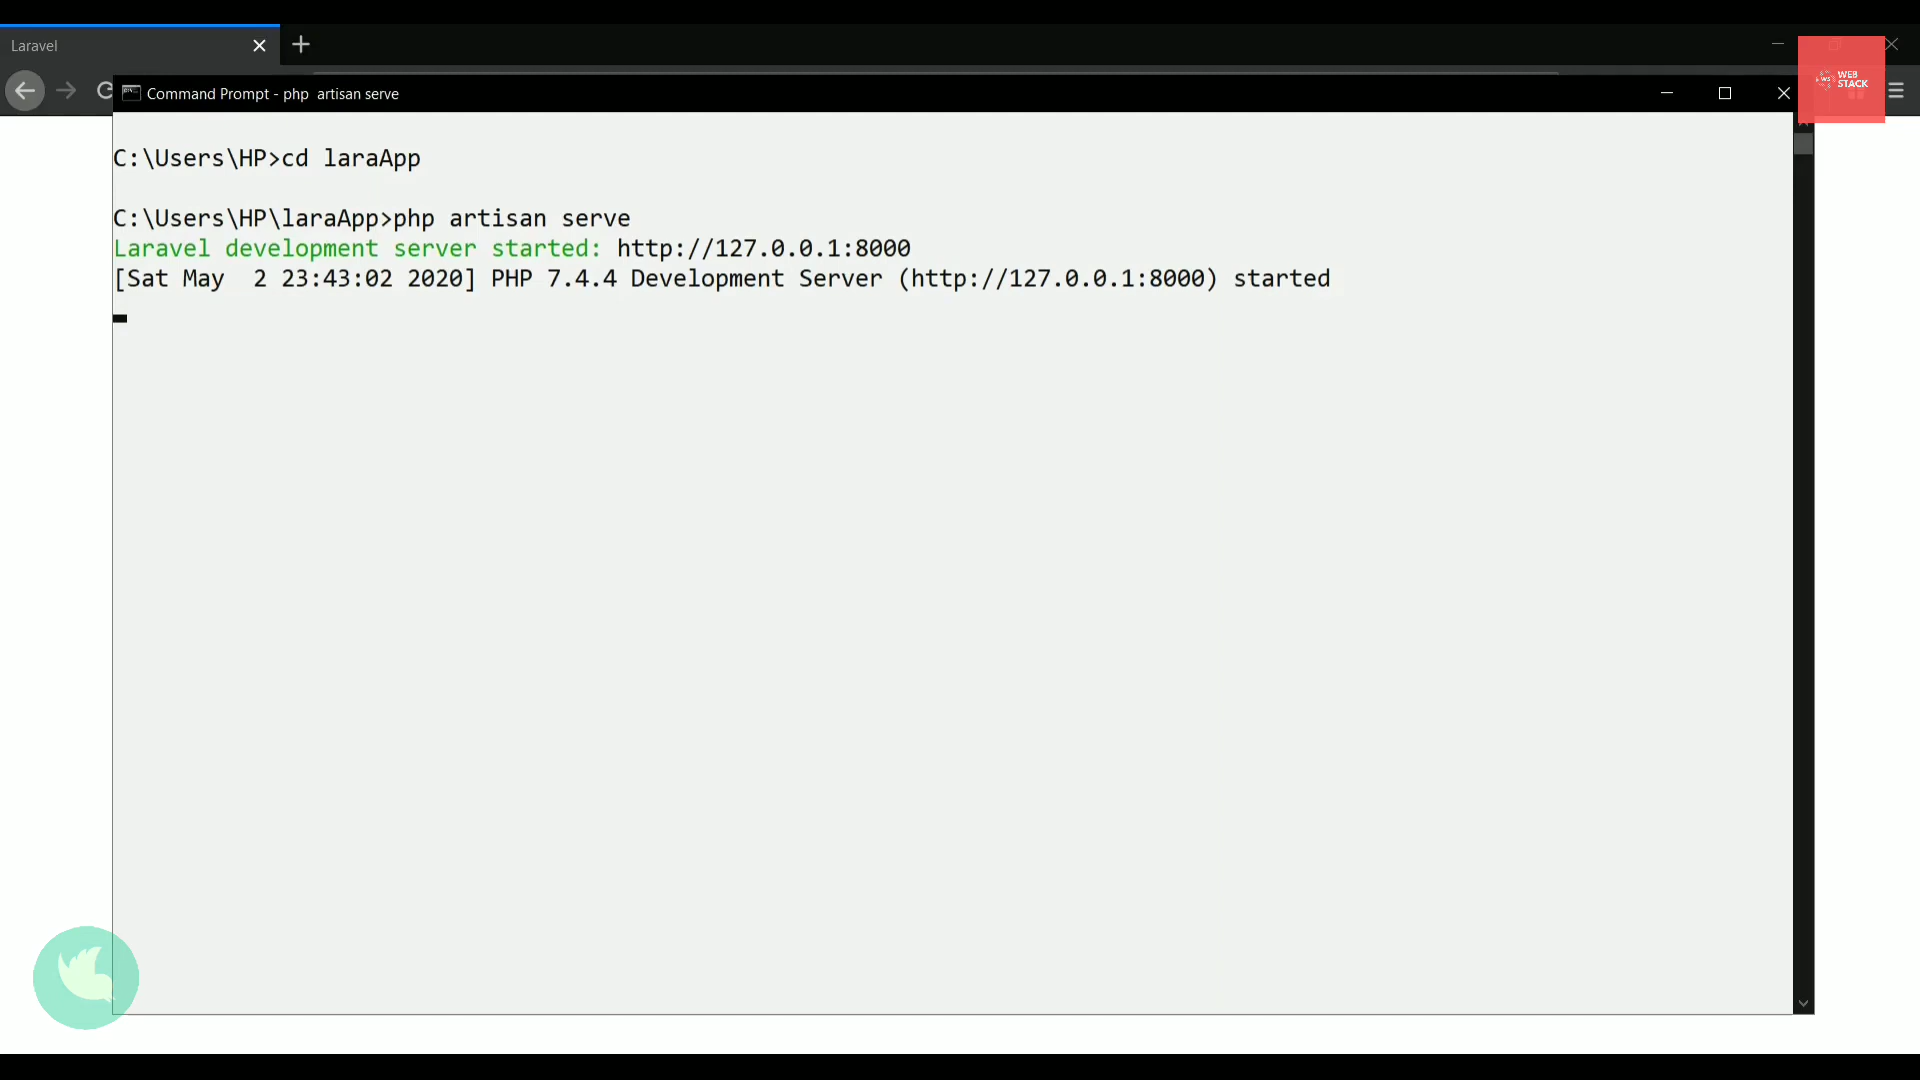 Laravel
Command Prompt - php  artisan serve
WEB
STACK
WS
C:\Users\HP>cd laraApp
C:\Users\HP\laraApp>php artisan serve
Laravel development server started: http://127.0.0.1:8000
[Sat May  2 23:43:02 2020] PHP 7.4.4 Development Server (http://127.0.0.1:8000) started